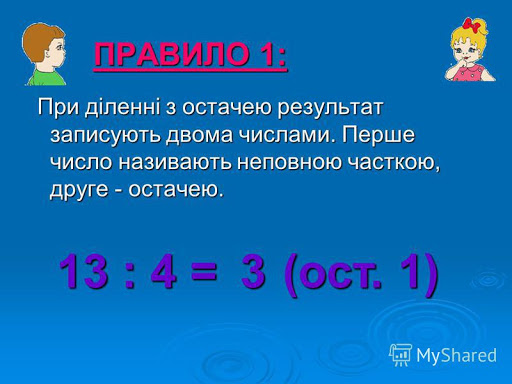 ПРАВИЛО 1:
При діленні з остачею результат
записують двома числами. Перше
число називають неповною часткою,
друге - остачею.
13 : 4 = 3 (ост. 1)
MyShared